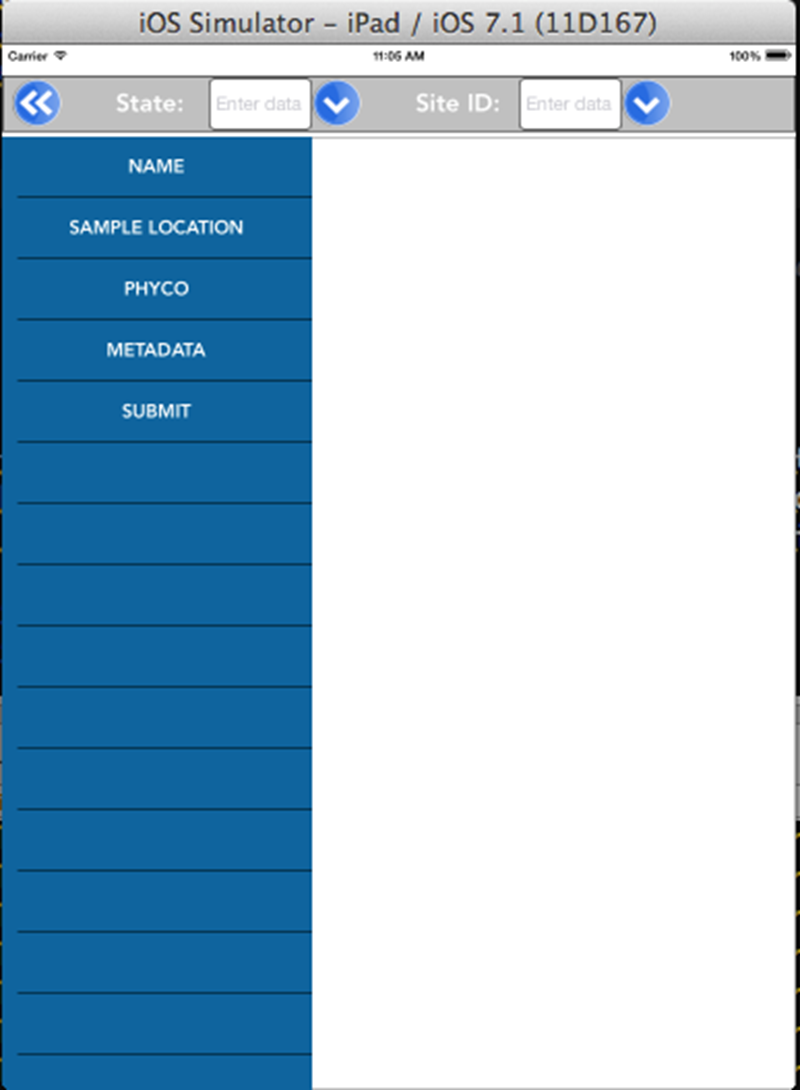 iOS Simulator – iPad / iOS 7.1 (11D167)
Carrier 11:05 AM 100%
State: Enter data Site ID: Enter data
NAME
SAMPLE LOCATION
PHYCO
METADATA
SUBMIT